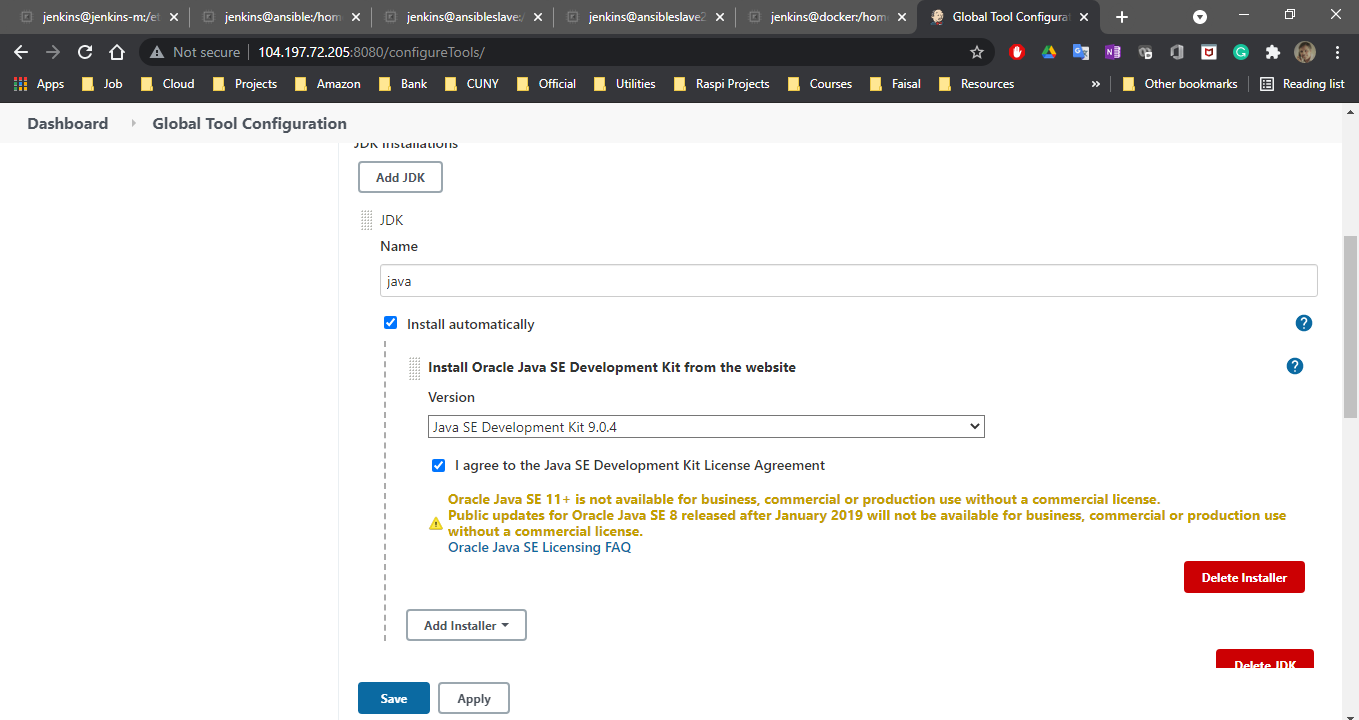 jenkins@jenkins-m:/et
jenkins@ansible:/hom
jenkins@ansibleslave:/
jenkins@ansibleslave2
jenkins@docker:/hom
Global Tool Configurat
Not secure
104.197.72.205:8080/configureTools/
Apps
Job
Cloud
Projects
Amazon
Bank
CUNY
Official
Utilities
Raspi Projects
Courses
Faisal
Resources
»
Other bookmarks
Reading list
Dashboard
Global Tool Configuration
JDK installations
Add JDK
JDK
Name
java
Install automatically
?
Install Oracle Java SE Development Kit from the website
?
Version
Java SE Development Kit 9.0.4
I agree to the Java SE Development Kit License Agreement
Oracle Java SE 11+ is not available for business, commercial or production use without a commercial license.
Public updates for Oracle Java SE 8 released after January 2019 will not be available for business, commercial or production use
without a commercial license.
Oracle Java SE Licensing FAQ
Delete Installer
Add Installer
Delete JDK
Save
Apply